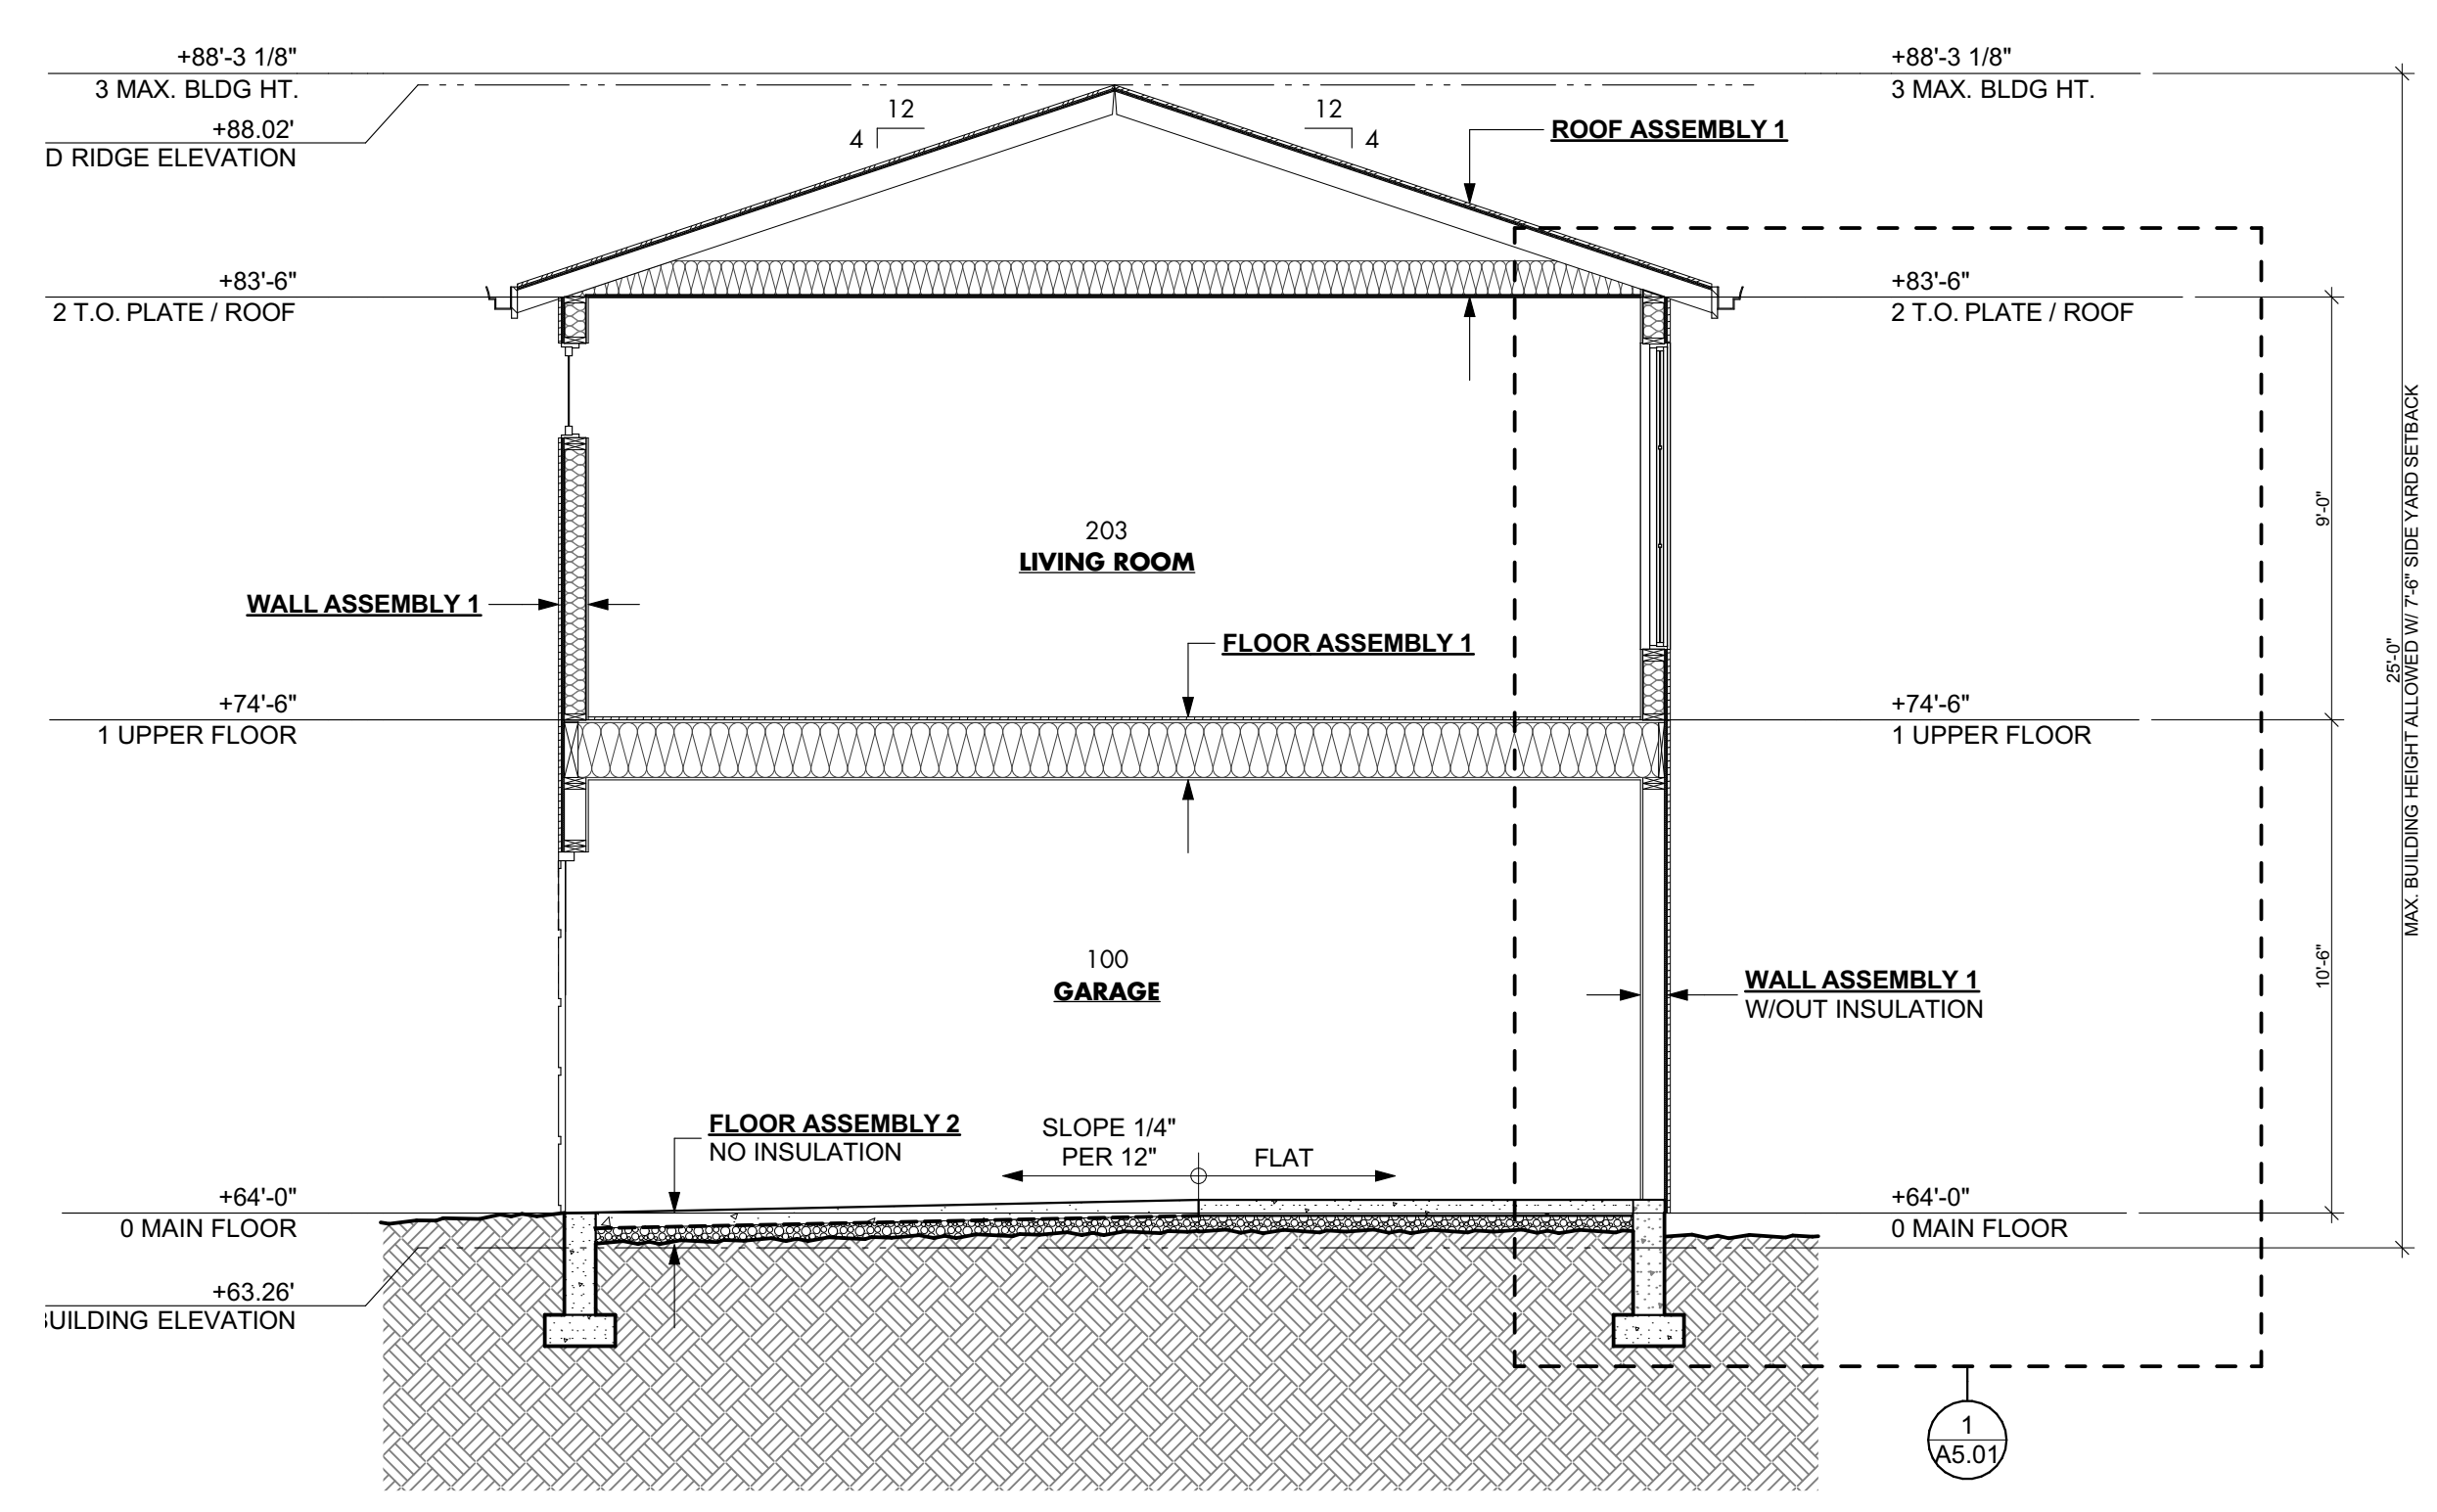 +88'-3 1/8"
3 MAX. BLDG HT.
+88.02'
D RIDGE ELEVATION
+88'-3 1/8"
3 MAX. BLDG HT.
12
4
12
4
ROOF ASSEMBLY 1
+83'-6"
2 T.O. PLATE / ROOF
+83'-6"
2 T.O. PLATE / ROOF
203
LIVING ROOM
WALL ASSEMBLY 1
FLOOR ASSEMBLY 1
9'-0"
25'-0"
MAX. BUILDING HEIGHT ALLOWED W/ 7'-6" SIDE YARD SETBACK
+74'-6"
1 UPPER FLOOR
+74'-6"
1 UPPER FLOOR
100
GARAGE
WALL ASSEMBLY 1
W/OUT INSULATION
10'-6"
FLOOR ASSEMBLY 2
NO INSULATION
SLOPE 1/4"
PER 12"
FLAT
+64'-0"
0 MAIN FLOOR
+64'-0"
0 MAIN FLOOR
+63.26'
BUILDING ELEVATION
1
A5.01